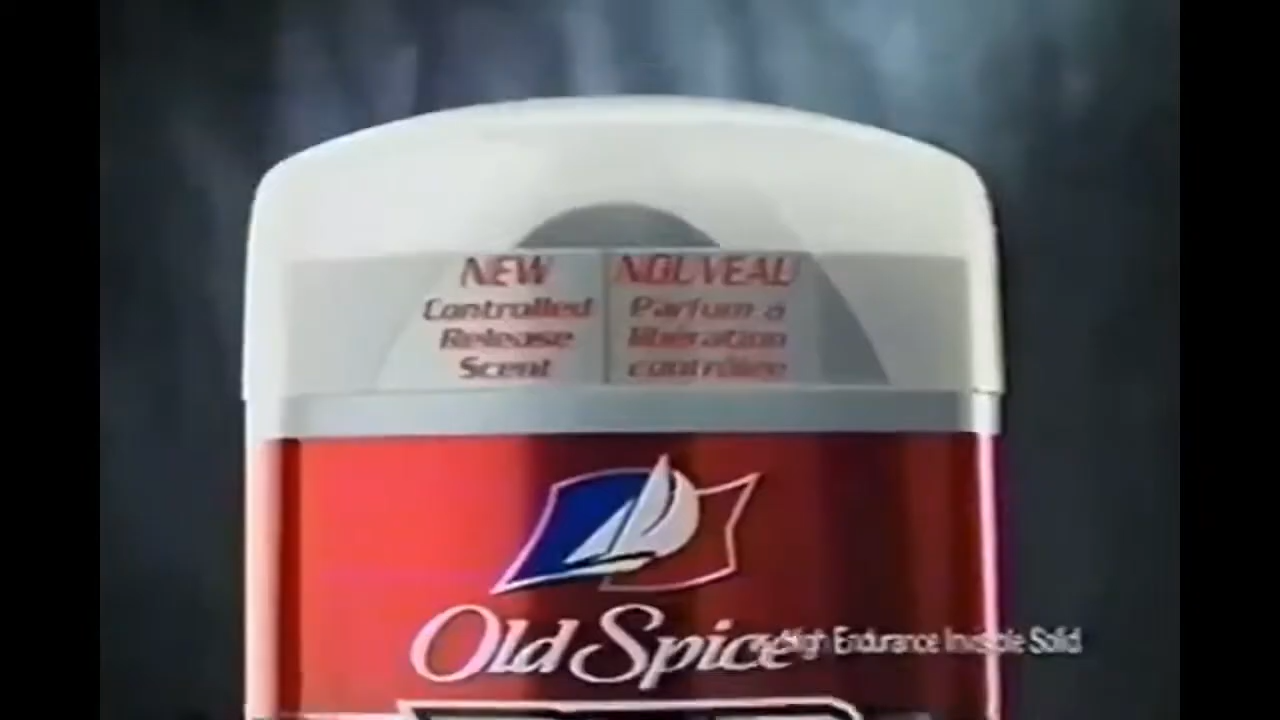 NEW
Controlled
Release
Scent
NOUVEAU
Parfum à
libération
contrôlée
Old Spice
High Endurance Invisible Solid